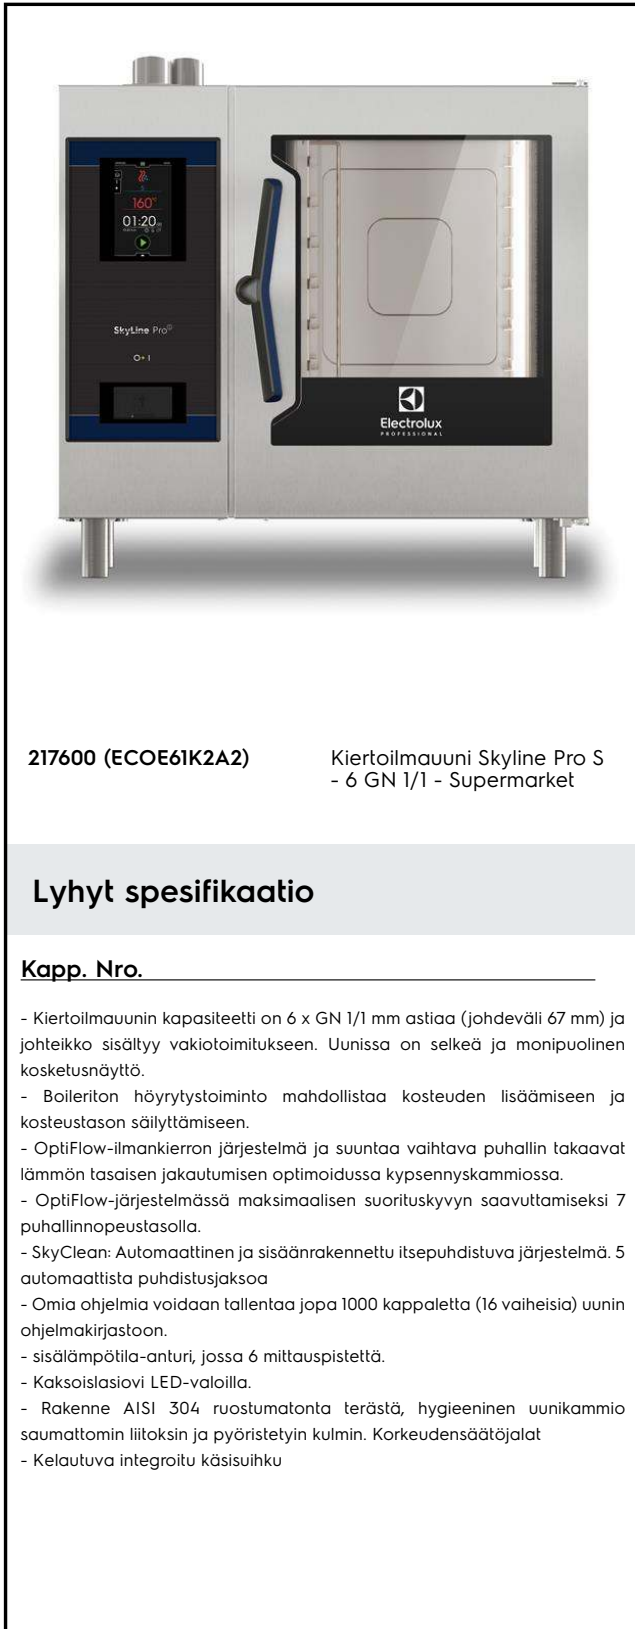 160°C
01:20
SkyLine Pro S
Electrolux
PROFESSIONAL
217600 (ECOE61K2A2)
Kiertoilmauuni Skyline Pro S
- 6 GN 1/1 - Supermarket
Lyhyt spesifikaatio
Kapp. Nro.
- Kiertoilmauunin kapasiteetti on 6 x GN 1/1 mm astiaa (johdeväli 67 mm) ja
johteikko sisältyy vakiotoimitukseen. Uunissa on selkeä ja monipuolinen
kosketusnäyttö.
- Boileriton höyrytystoiminto mahdollistaa kosteuden lisäämiseen ja
kosteustason säilyttämiseen.
- OptiFlow-ilmankierron järjestelmä ja suuntaa vaihtava puhallin takaavat
lämmön tasaisen jakautumisen optimoidussa kypsennyskammiossa.
- OptiFlow-järjestelmässä maksimaalisen suorituskyvyn saavuttamiseksi 7
puhallinnopeustasolla.
- SkyClean: Automaattinen ja sisäänrakennettu itsepuhdistuva järjestelmä. 5
automaattista puhdistusjaksoa
- Omia ohjelmia voidaan tallentaa jopa 1000 kappaletta (16 vaiheisia) uunin
ohjelmakirjastoon.
- sisälämpötila-anturi, jossa 6 mittauspistettä.
- Kaksoislasiovi LED-valoilla.
- Rakenne AISI 304 ruostumatonta terästä, hygieeninen uunikammio
saumattomin liitoksin ja pyöristetyin kulmin. Korkeudensäätöjalat
- Kelautuva integroitu käsisuihku